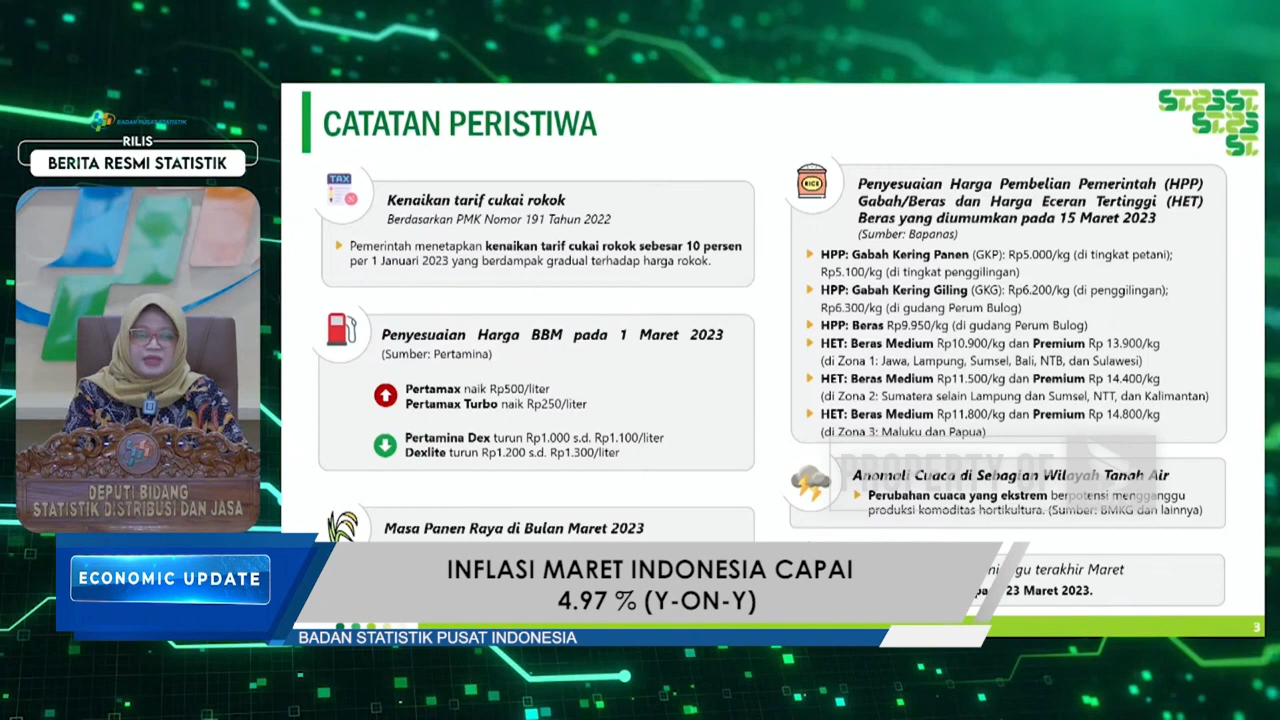 BADAN PUSAT STATISTIK
RILIS
BERITA RESMI STATISTIK
DEPUTI BIDANG
STATISTIK DISTRIBUSI DAN JASA
CATATAN PERISTIWA
TAX
Kenaikan tarif cukai rokok
Berdasarkan PMK Nomor 191 Tahun 2022
Pemerintah menetapkan kenaikan tarif cukai rokok sebesar 10 persen
per 1 Januari 2023 yang berdampak gradual terhadap harga rokok.
Penyesuaian Harga BBM pada 1 Maret 2023
(Sumber: Pertamina)
Pertamax naik Rp500/liter
Pertamax Turbo naik Rp250/liter
Pertamina Dex turun Rp1.000 s.d. Rp1.100/liter
Dexlite turun Rp1.200 s.d. Rp1.300/liter
Masa Panen Raya di Bulan Maret 2023
RICE
Penyesuaian Harga Pembelian Pemerintah (HPP)
Gabah/Beras dan Harga Eceran Tertinggi (HET)
Beras yang diumumkan pada 15 Maret 2023
(Sumber: Bapanas)
HPP: Gabah Kering Panen (GKP): Rp5.000/kg (di tingkat petani);
Rp5.100/kg (di tingkat penggilingan)
HPP: Gabah Kering Giling (GKG): Rp6.200/kg (di penggilingan);
Rp6.300/kg (di gudang Perum Bulog)
HPP: Beras Rp9.950/kg (di gudang Perum Bulog)
HET: Beras Medium Rp10.900/kg dan Premium Rp 13.900/kg
(di Zona 1: Jawa, Lampung, Sumsel, Bali, NTB, dan Sulawesi)
HET: Beras Medium Rp11.500/kg dan Premium Rp 14.400/kg
(di Zona 2: Sumatera selain Lampung dan Sumsel, NTT, dan Kalimantan)
HET: Beras Medium Rp11.800/kg dan Premium Rp 14.800/kg
(di Zona 3: Maluku dan Papua)
PROPERTY OF
Anomali Cuaca di Sebagian Wilayah Tanah Air
Perubahan cuaca yang ekstrem berpotensi mengganggu
produksi komoditas hortikultura. (Sumber: BMKG dan lainnya)
terakhir Maret
23 Maret 2023.
3
ECONOMIC UPDATE
INFLASI MARET INDONESIA CAPAI
4.97 % (Y-ON-Y)
BADAN STATISTIK PUSAT INDONESIA